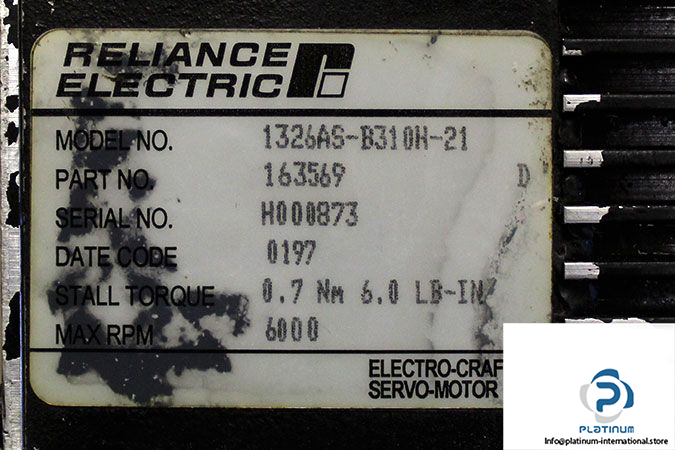 RELIANCE
ELECTRIC
MODEL NO. 1326AS-B310H-21
PART NO. 163569 D
SERIAL NO. H000873
DATE CODE 0197
STALL TORQUE 0.7 Nm 6.0 LB-IN
MAX RPM 6000
ELECTRO-CRAF
SERVO-MOTOR
PLATINUM
Info@platinum-international.store